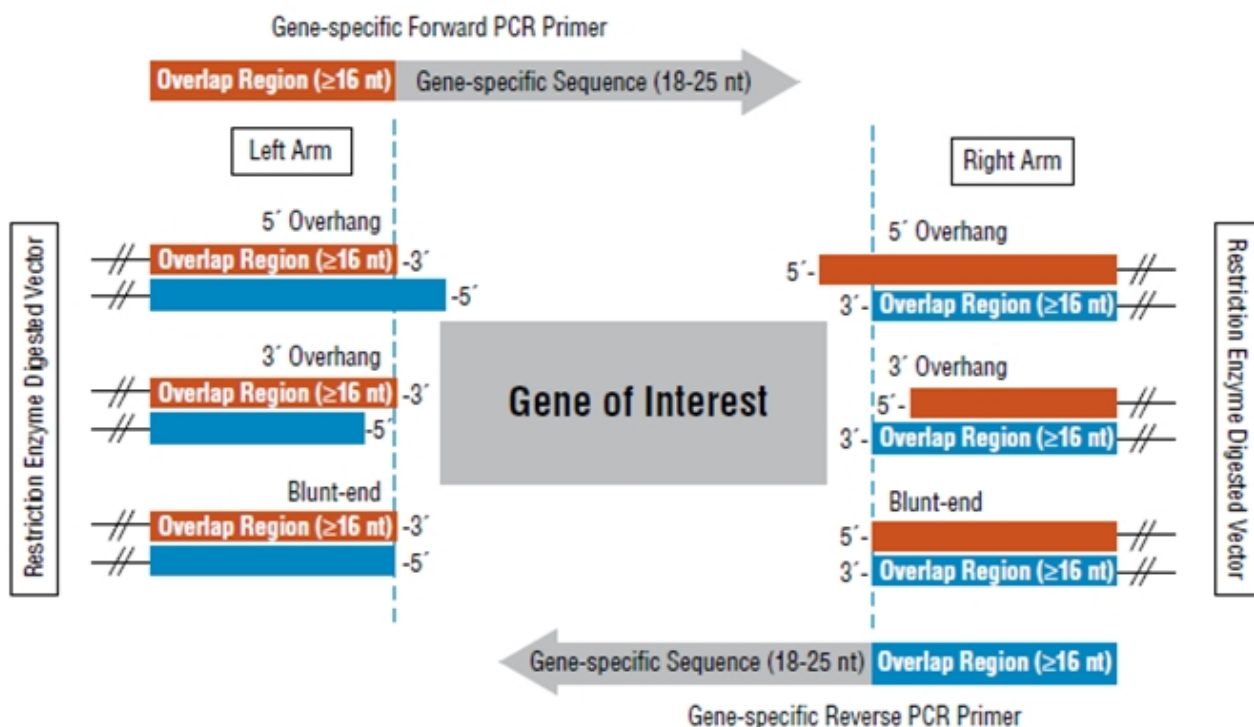 Gene-specific Forward PCR Primer
Overlap Region (≥16 nt) Gene-specific Sequence (18-25 nt)
Left Arm
Right Arm
Restriction Enzyme Digested Vector
5´ Overhang
Overlap Region (≥16 nt) -3´
-5´
3´ Overhang
Overlap Region (≥16 nt) -3´
-5´
Blunt-end
Overlap Region (≥16 nt) -3´
-5´
Gene of Interest
5´ Overhang
5´-
3´- Overlap Region (≥16 nt)
3´ Overhang
5´-
3´- Overlap Region (≥16 nt)
Blunt-end
5´-
3´- Overlap Region (≥16 nt)
Restriction Enzyme Digested Vector
Gene-specific Sequence (18-25 nt) Overlap Region (≥16 nt)
Gene-specific Reverse PCR Primer